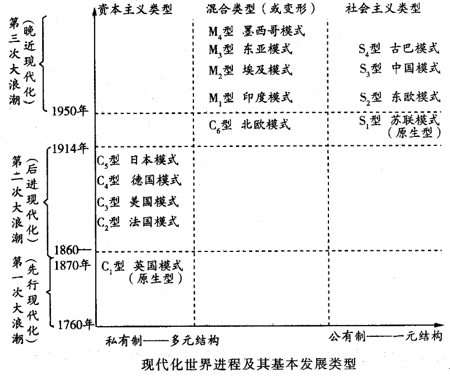 资本主义类型 混合类型(或变形) 社会主义类型
第三次大浪潮
(晚近现代化)
M4型 墨西哥模式
M3型 东亚模式 S4型 古巴模式
M2型 埃及模式 S3型 中国模式
M1型 印度模式 S2型 东欧模式
1950年
C6型 北欧模式 S1型 苏联模式
(原生型)
1914年
第二次大浪潮
(后进现代化)
C5型 日本模式
C4型 德国模式
C3型 美国模式
C2型 法国模式
1860—
1870年
第一次大浪潮
(先行现代化)
C1型 英国模式
(原生型)
1760年
私有制——多元结构 公有制——一元结构
现代化世界进程及其基本发展类型